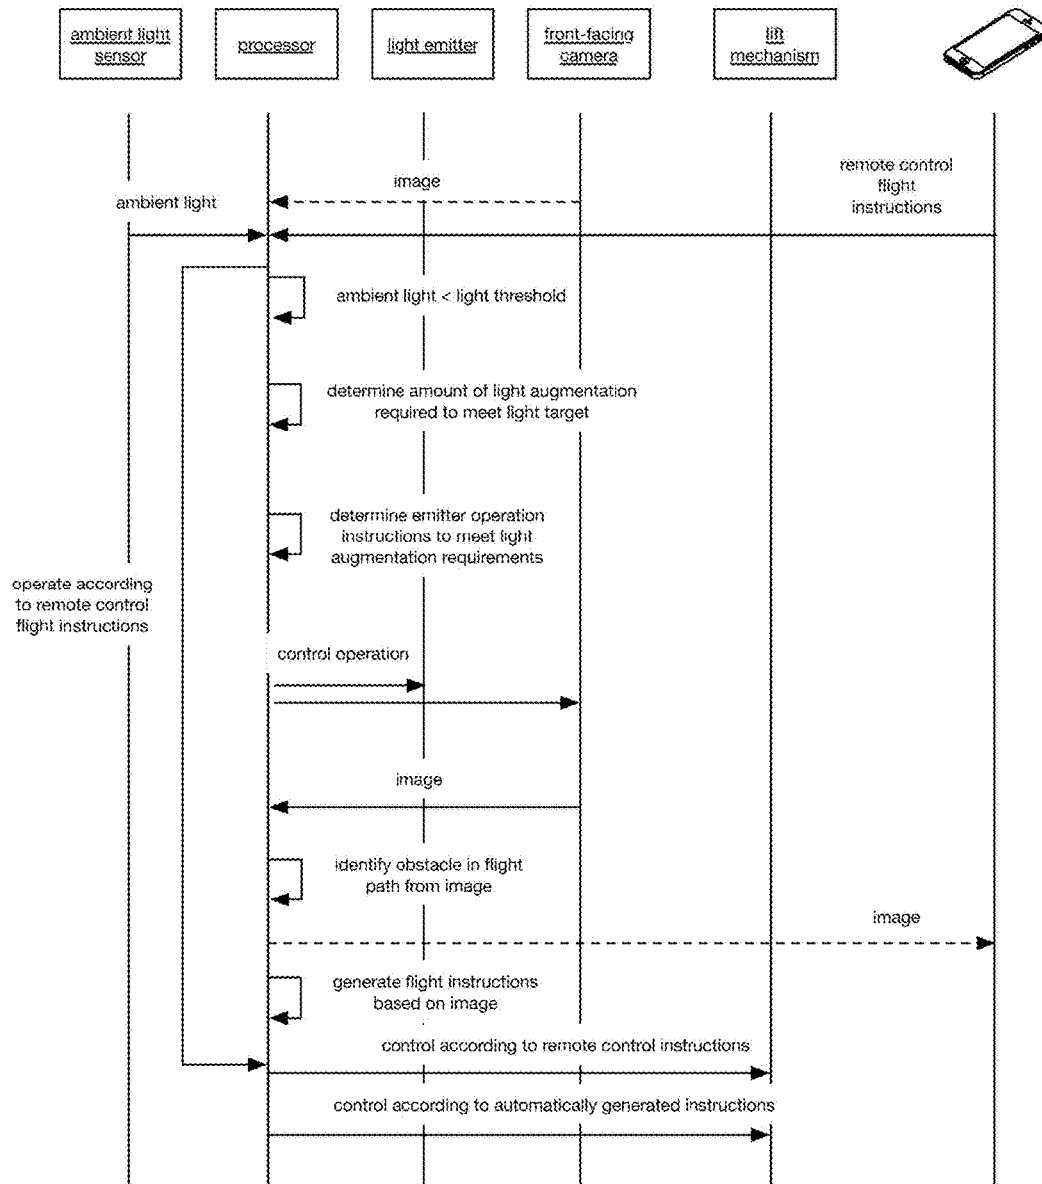 ambient light
sensor
processor
light emitter
front-facing
camera
lift
mechanism
remote control
flight
instructions
image
ambient light
ambient light < light threshold
determine amount of light augmentation
required to meet light target
determine emitter operation
instructions to meet light
augmentation requirements
operate according
to remote control
flight instructions
control operation
image
identify obstacle in flight
path from image
image
generate flight instructions
based on image
control according to remote control instructions
control according to automatically generated instructions